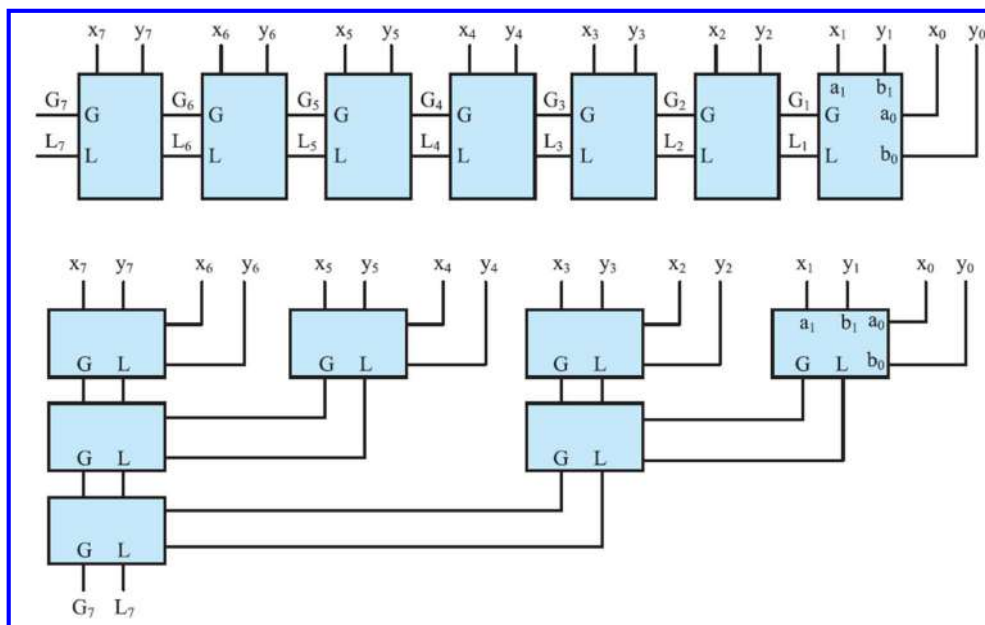 x₇ y₇ x₆ y₆ x₅ y₅ x₄ y₄ x₃ y₃ x₂ y₂ x₁ y₁ x₀ y₀
a₁ b₁
G₇ G G₆ G G₅ G G₄ G G₃ G G₂ G G₁ G a₀
L₇ L L₆ L L₅ L L₄ L L₃ L L₂ L L₁ L b₀
x₇ y₇ x₆ y₆ x₅ y₅ x₄ y₄ x₃ y₃ x₂ y₂ x₁ y₁ x₀ y₀
a₁ b₁ a₀
G L G L G L G L b₀
G L G L
G L
G₇ L₇